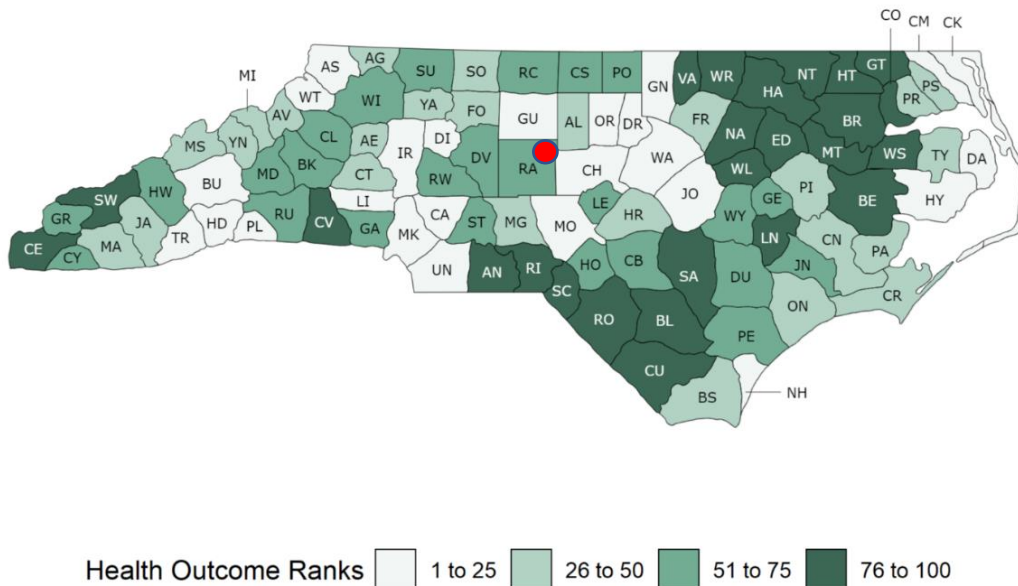 CO CM CK
AS AG SU SO RC CS PO GN VA WR NT HT GT
MI WT WI YA FO GU AL OR DR FR HA PR PS
AV CL AE IR DI DV RA CH WA NA ED BR MT WS TY DA
MS YN MD BK CT RW WL
SW HW BU LI LE JO WY GE PI BE HY
GR JA HD PL RU CV GA MK CA ST MG MO HR LN CN PA
CE CY MA TR UN AN RI SC HO CB SA DU JN CR
RO BL PE ON
CU BS NH
Health Outcome Ranks 1 to 25 26 to 50 51 to 75 76 to 100